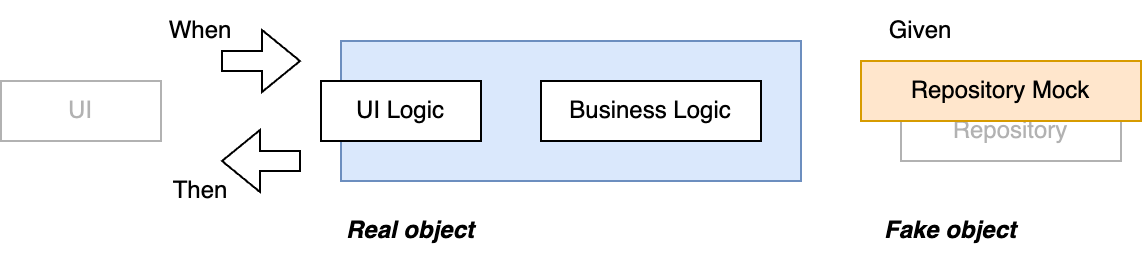 When
Given
UI
UI Logic
Business Logic
Repository Mock
Repository
Then
Real object
Fake object